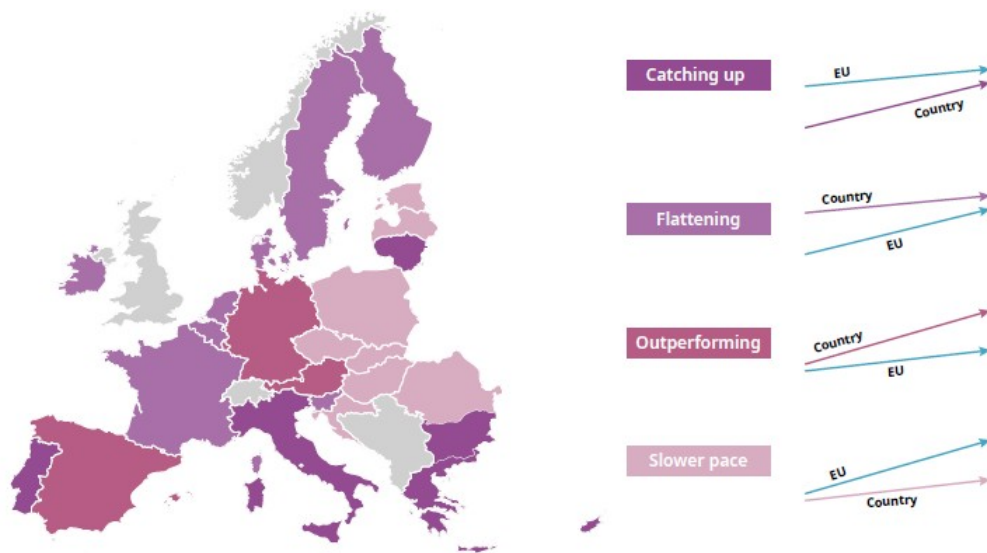 Catching up
EU
Country
Flattening
Country
EU
Outperforming
Country
EU
Slower pace
EU
Country